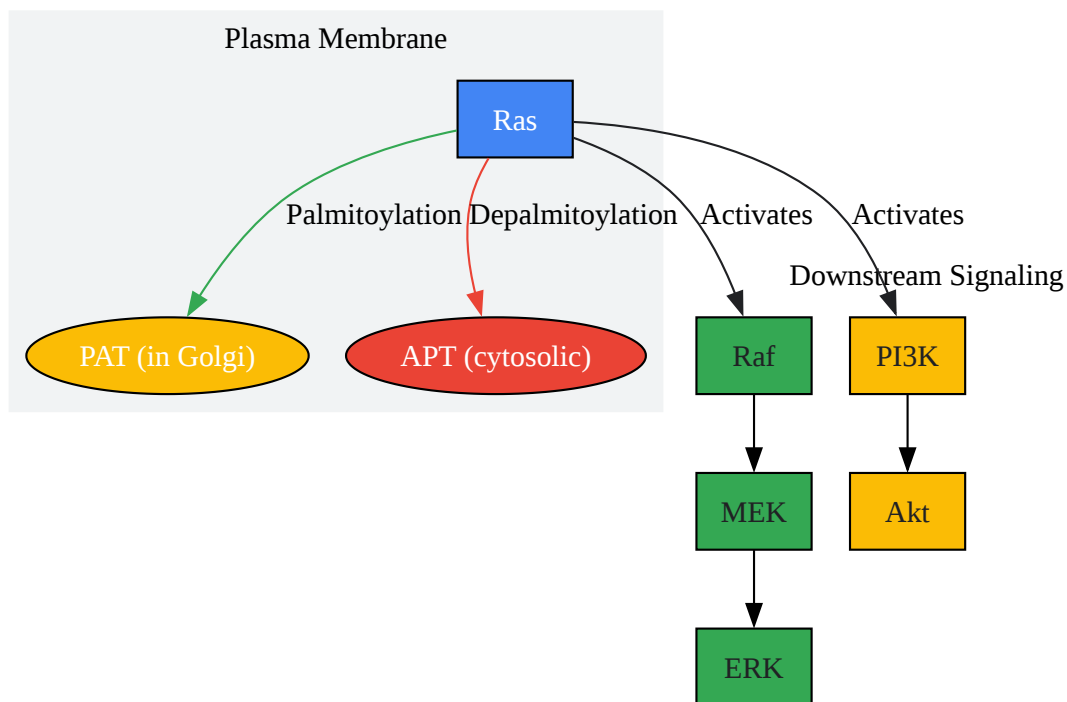 Plasma Membrane
Ras
Palmitoylation
Depalmitoylation
Activates
Activates
Downstream Signaling
PAT (in Golgi)
APT (cytosolic)
Raf
PI3K
MEK
Akt
ERK